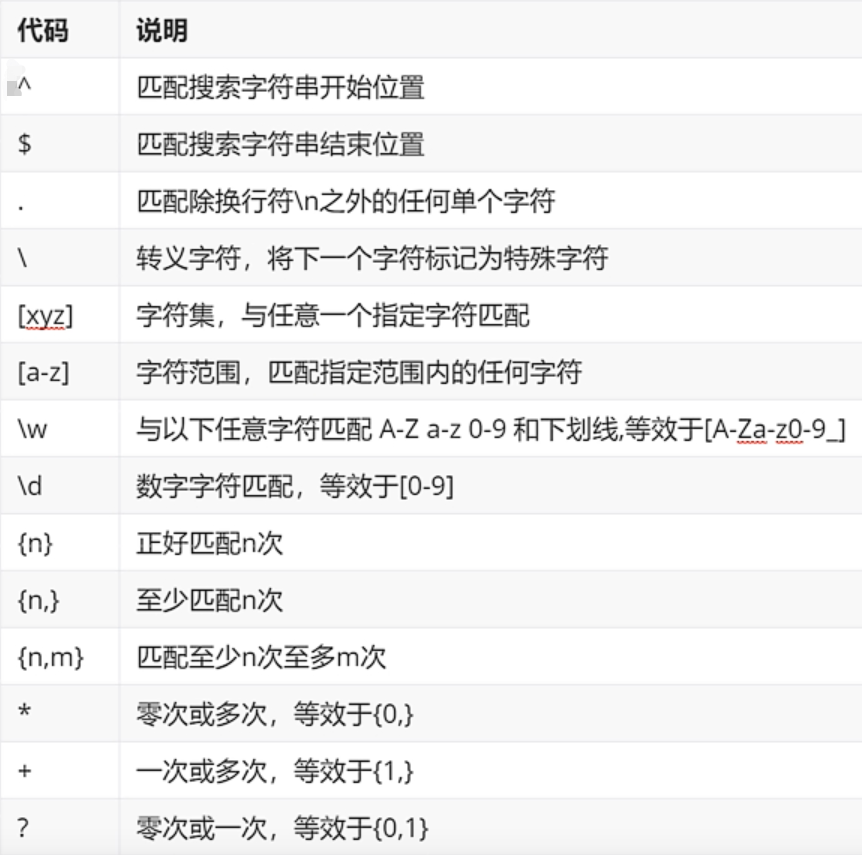 代码 说明
^ 匹配搜索字符串开始位置
$ 匹配搜索字符串结束位置
. 匹配除换行符\n之外的任何单个字符
\ 转义字符，将下一个字符标记为特殊字符
[xyz] 字符集，与任意一个指定字符匹配
[a-z] 字符范围，匹配指定范围内的任何字符
\w 与以下任意字符匹配 A-Z a-z 0-9 和下划线,等效于[A-Za-z0-9_]
\d 数字字符匹配，等效于[0-9]
{n} 正好匹配n次
{n,} 至少匹配n次
{n,m} 匹配至少n次至多m次
* 零次或多次，等效于{0,}
+ 一次或多次，等效于{1,}
? 零次或一次，等效于{0,1}